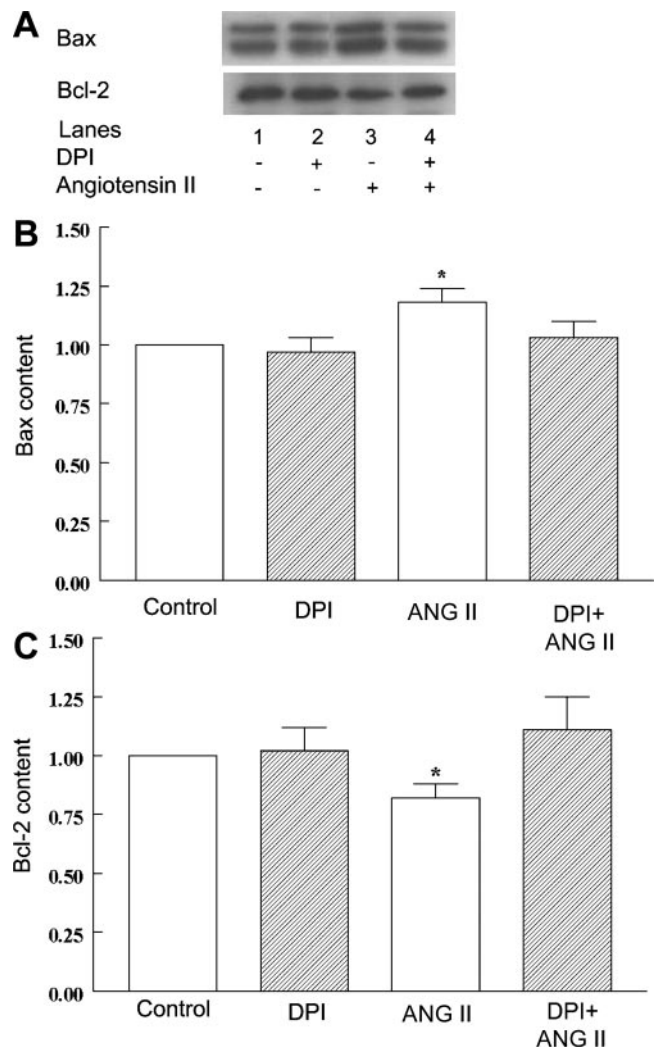 A
Bax
Bcl-2
Lanes 1 2 3 4
DPI - + - +
Angiotensin II - - + +
B
1.50
1.25
1.00
0.75
0.50
0.25
0.00
Bax content
*
Control DPI ANG II DPI+
ANG II
C
1.50
1.25
1.00
0.75
0.50
0.25
0.00
Bcl-2 content
*
Control DPI ANG II DPI+
ANG II